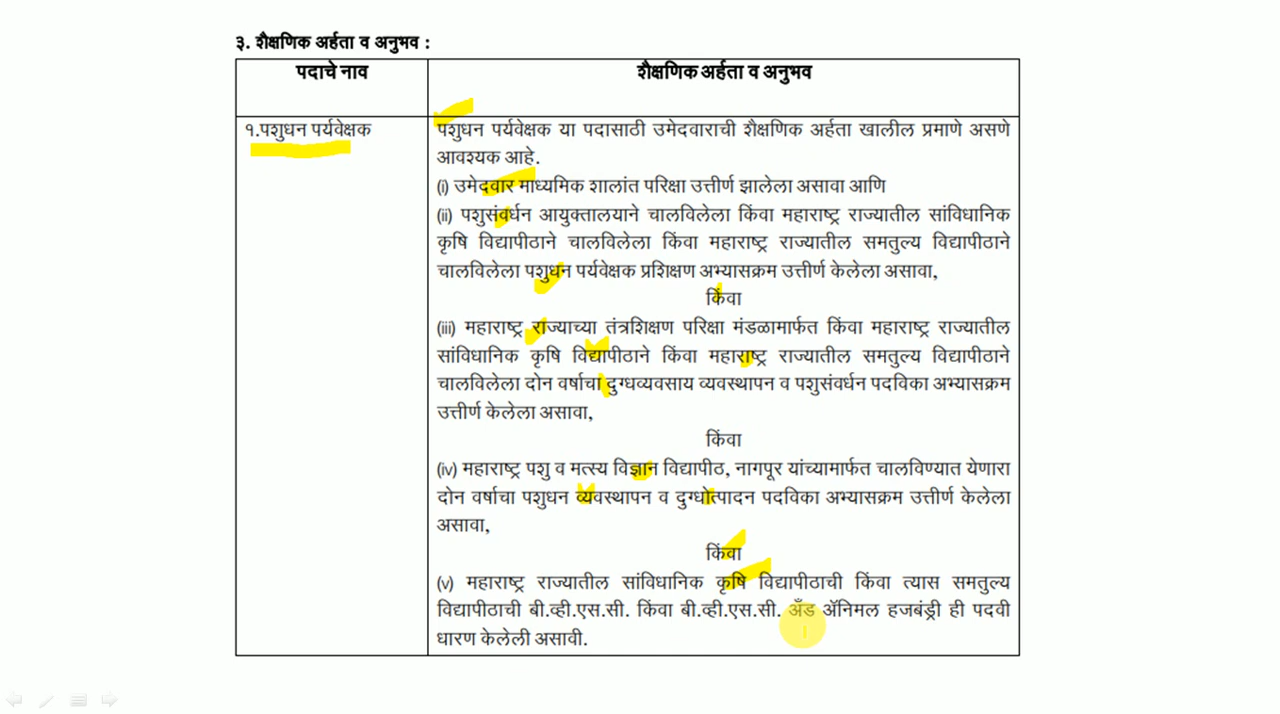 ३. शैक्षणिक अर्हता व अनुभव :
पदाचे नाव
शैक्षणिक अर्हता व अनुभव
१.पशुधन पर्यवेक्षक
पशुधन पर्यवेक्षक या पदासाठी उमेदवाराची शैक्षणिक अर्हता खालील प्रमाणे असणे
आवश्यक आहे.
(i) उमेदवार माध्यमिक शालांत परिक्षा उत्तीर्ण झालेला असावा आणि
(ii) पशुसंवर्धन आयुक्तालयाने चालविलेला किंवा महाराष्ट्र राज्यातील सांविधानिक
कृषि विद्यापीठाने चालविलेला किंवा महाराष्ट्र राज्यातील समतुल्य विद्यापीठाने
चालविलेला पशुधन पर्यवेक्षक प्रशिक्षण अभ्यासक्रम उत्तीर्ण केलेला असावा,
किंवा
(iii) महाराष्ट्र राज्याच्या तंत्रशिक्षण परिक्षा मंडळामार्फत किंवा महाराष्ट्र राज्यातील
सांविधानिक कृषि विद्यापीठाने किंवा महाराष्ट्र राज्यातील समतुल्य विद्यापीठाने
चालविलेला दोन वर्षाचा दुग्धव्यवसाय व्यवस्थापन व पशुसंवर्धन पदविका अभ्यासक्रम
उत्तीर्ण केलेला असावा,
किंवा
(iv) महाराष्ट्र पशु व मत्स्य विज्ञान विद्यापीठ, नागपूर यांच्यामार्फत चालविण्यात येणारा
दोन वर्षाचा पशुधन व्यवस्थापन व दुग्धोत्पादन पदविका अभ्यासक्रम उत्तीर्ण केलेला
असावा,
किंवा
(v) महाराष्ट्र राज्यातील सांविधानिक कृषि विद्यापीठाची किंवा त्यास समतुल्य
विद्यापीठाची बी.व्ही.एस.सी. किंवा बी.व्ही.एस.सी. अँड ॲनिमल हजबंड्री ही पदवी
धारण केलेली असावी.